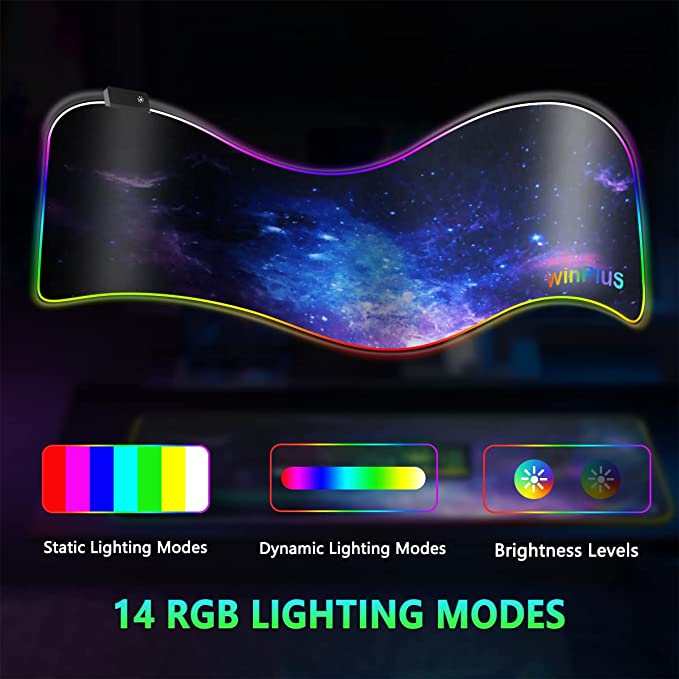 winPlus
Static Lighting Modes
Dynamic Lighting Modes
Brightness Levels
14 RGB LIGHTING MODES